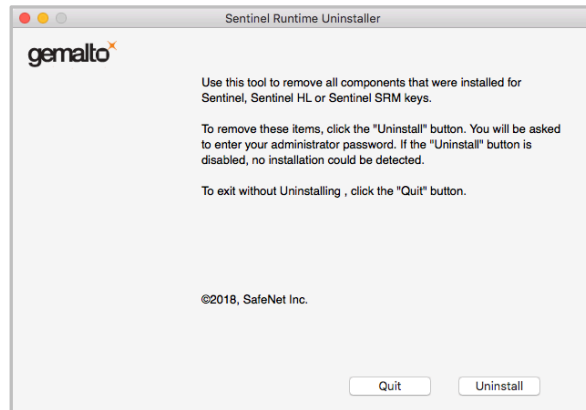 Sentinel Runtime Uninstaller
gemalto
Use this tool to remove all components that were installed for
Sentinel, Sentinel HL or Sentinel SRM keys.
To remove these items, click the "Uninstall" button. You will be asked
to enter your administrator password. If the "Uninstall" button is
disabled, no installation could be detected.
To exit without Uninstalling , click the "Quit" button.
©2018, SafeNet Inc.
Quit
Uninstall